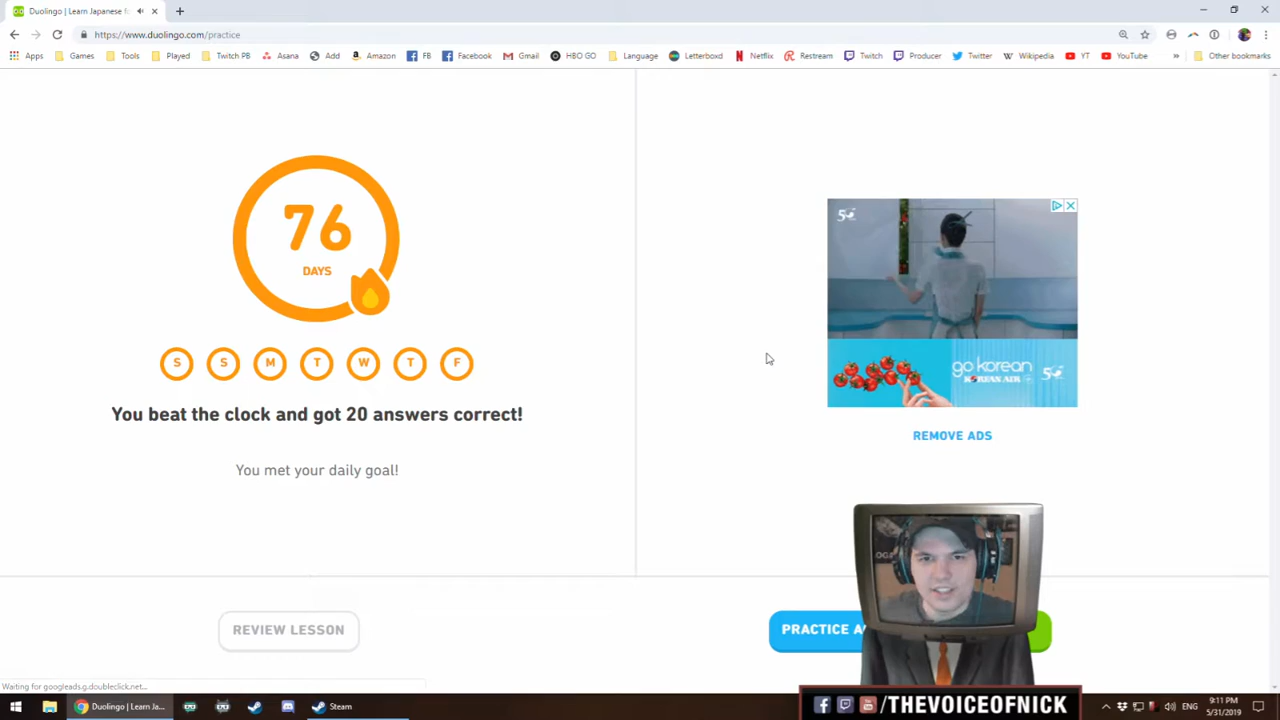 Duolingo | Learn Japanese f
https://www.duolingo.com/practice
Apps Games Tools Played Twitch PB Asana Add Amazon FB Facebook Gmail HBO GO Language Letterboxd Netflix Restream Twitch Producer Twitter Wikipedia YT YouTube » Other bookmarks
76
DAYS
S S M T W T F
You beat the clock and got 20 answers correct!
You met your daily goal!
go korean
KOREAN AIR
REMOVE ADS
REVIEW LESSON
PRACTICE A
Waiting for googleads.g.doubleclick.net...
/THEVOICEOFNICK
Duolingo | Learn Ja...
Steam
ENG
9:11 PM
5/31/2019